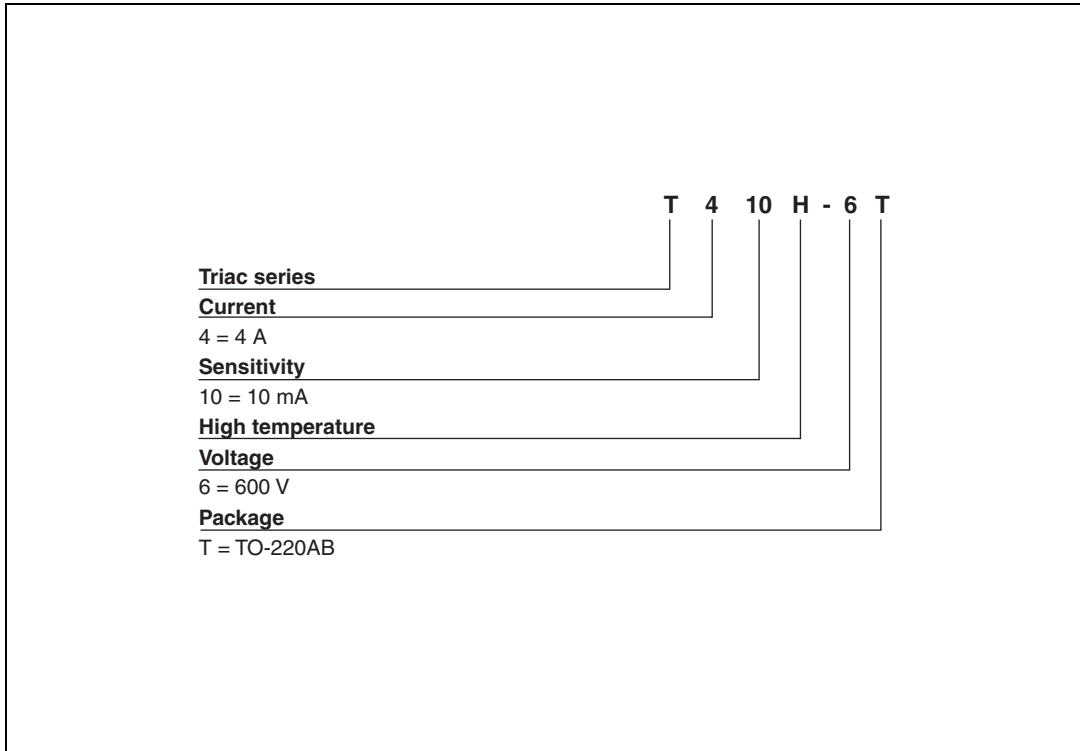 T 4 10 H - 6 T
Triac series
Current
4 = 4 A
Sensitivity
10 = 10 mA
High temperature
Voltage
6 = 600 V
Package
T = TO-220AB